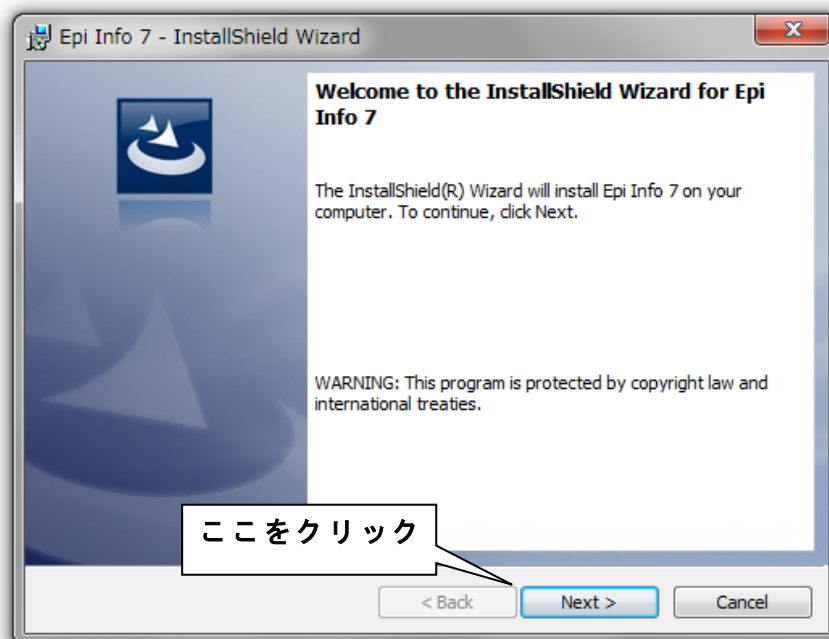 Epi Info 7 - InstallShield Wizard
Welcome to the InstallShield Wizard for Epi
Info 7
The InstallShield(R) Wizard will install Epi Info 7 on your
computer. To continue, click Next.
WARNING: This program is protected by copyright law and
international treaties.
ここをクリック
< Back
Next >
Cancel